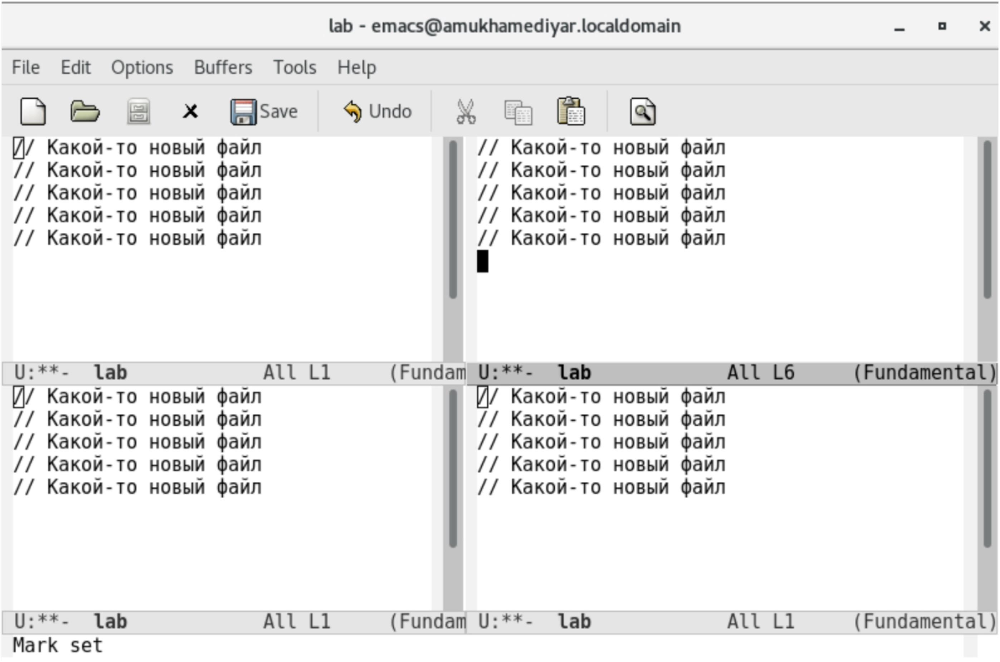 lab - emacs@amukhamediyar.localdomain
File Edit Options Buffers Tools Help
Save Undo
// Какой-то новый файл
// Какой-то новый файл
// Какой-то новый файл
// Какой-то новый файл
// Какой-то новый файл
U:**- lab All L1 (Fundam
// Какой-то новый файл
// Какой-то новый файл
// Какой-то новый файл
// Какой-то новый файл
// Какой-то новый файл
U:**- lab All L6 (Fundamental)
// Какой-то новый файл
// Какой-то новый файл
// Какой-то новый файл
// Какой-то новый файл
// Какой-то новый файл
U:**- lab All L1 (Fundam
// Какой-то новый файл
// Какой-то новый файл
// Какой-то новый файл
// Какой-то новый файл
// Какой-то новый файл
U:**- lab All L1 (Fundamental)
Mark set